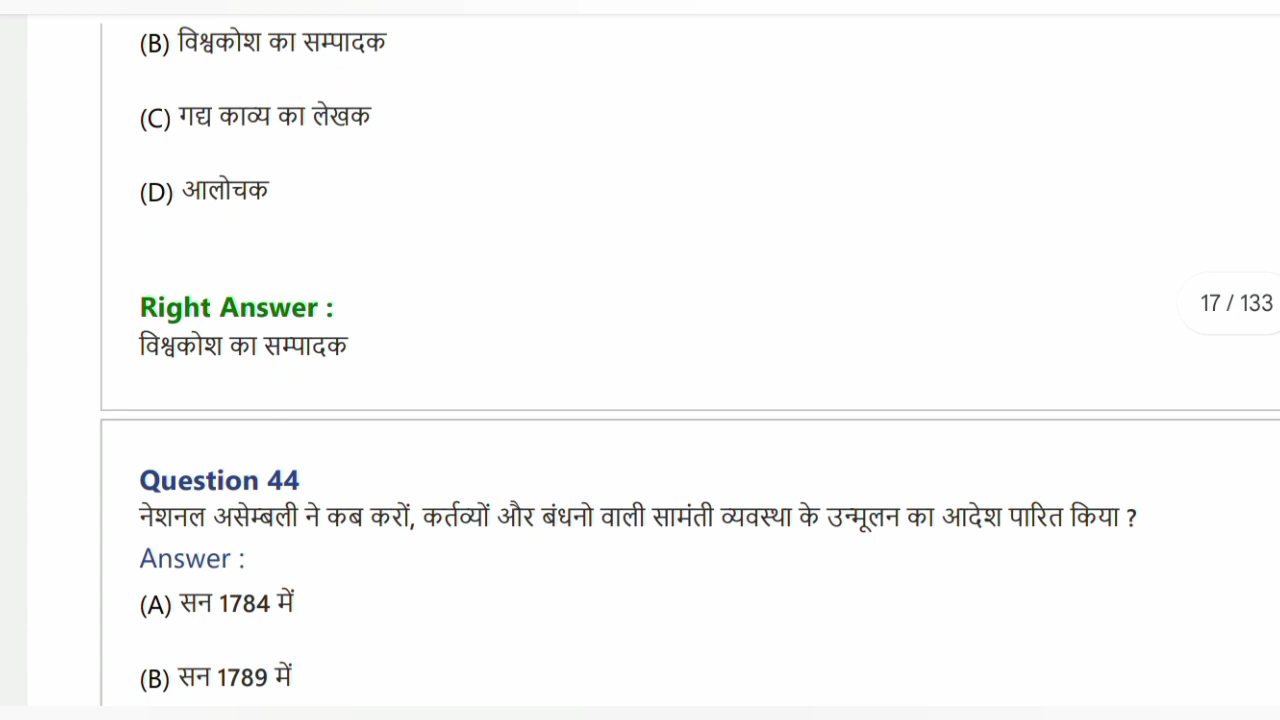 (B) विश्वकोश का सम्पादक
(C) गद्य काव्य का लेखक
(D) आलोचक
Right Answer :
17 / 133
विश्वकोश का सम्पादक
Question 44
नेशनल असेम्बली ने कब करों, कर्तव्यों और बंधनो वाली सामंती व्यवस्था के उन्मूलन का आदेश पारित किया ?
Answer :
(A) सन 1784 में
(B) सन 1789 में